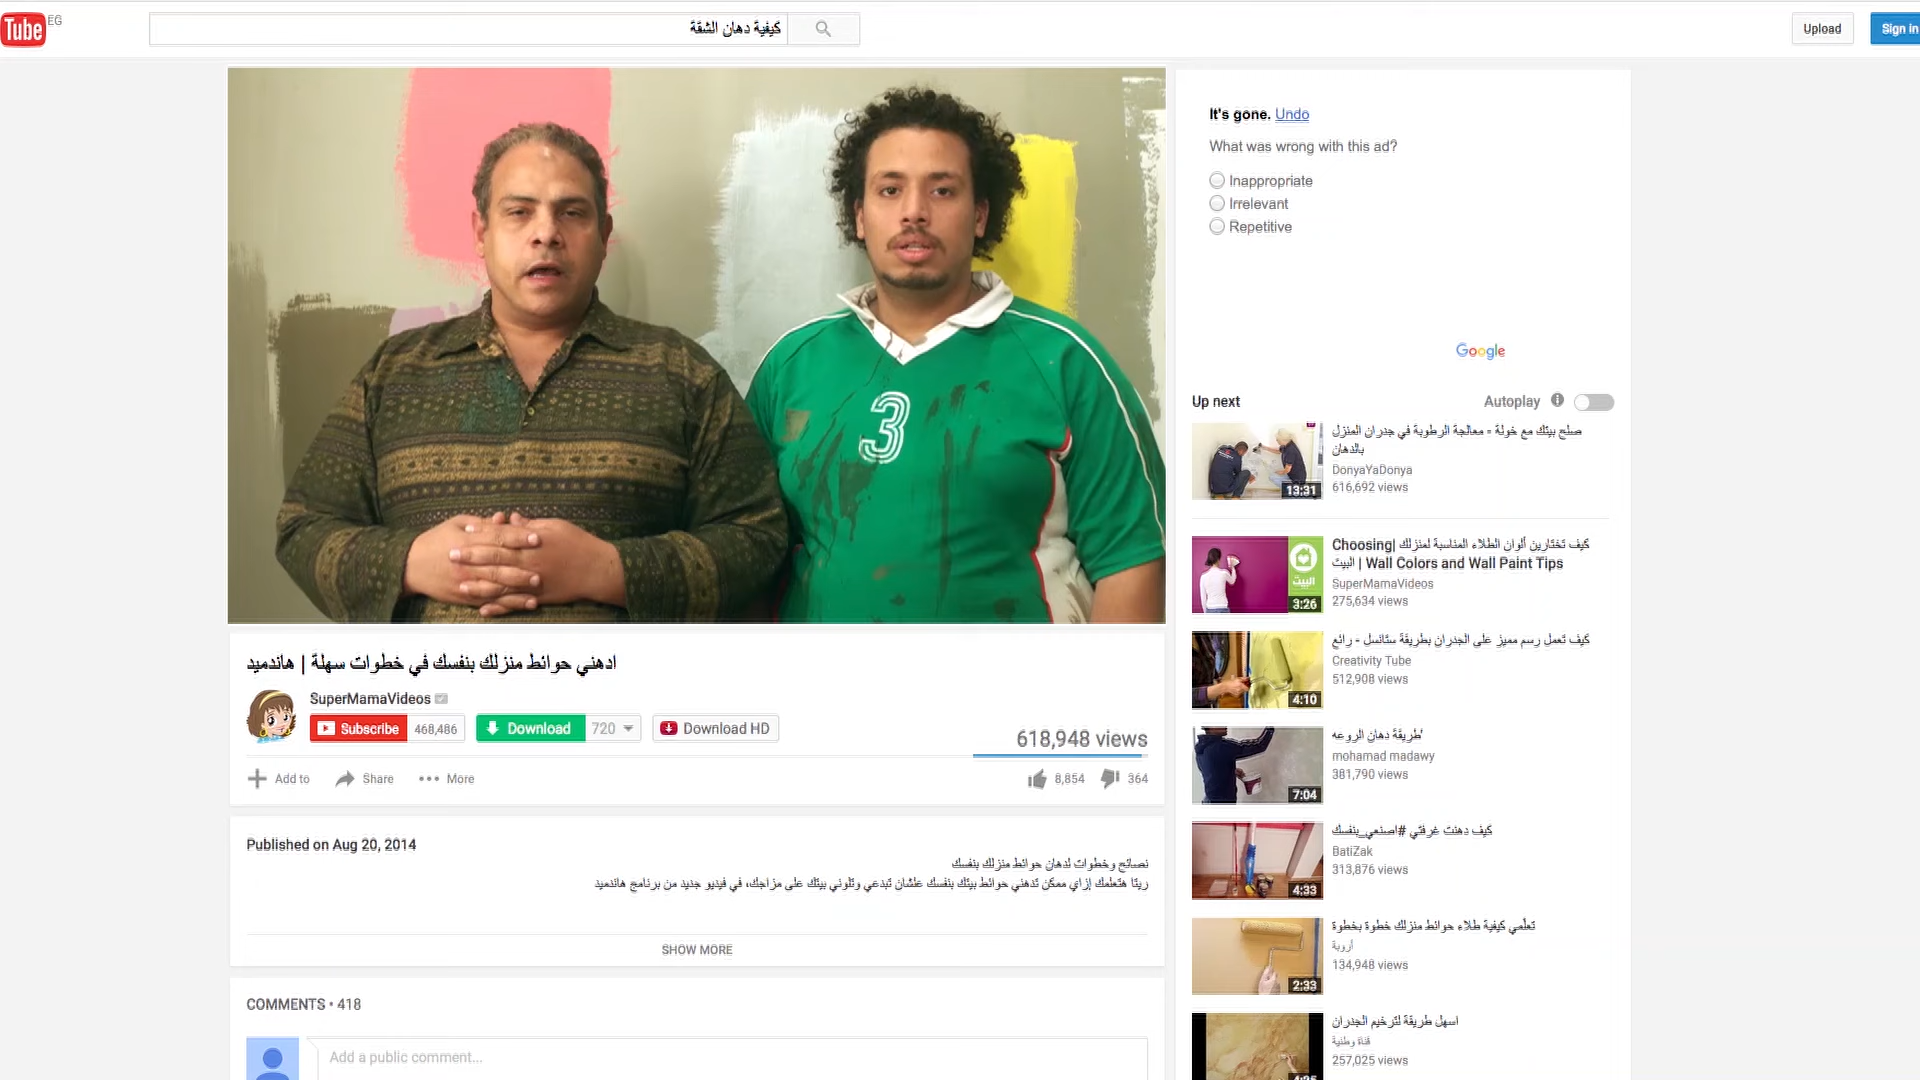 Tube EG
كيفية دهان الشقة
Upload
Sign in
3
ادهني حوائط منزلك بنفسك في خطوات سهلة | هاندميد
SuperMamaVideos
Subscribe 468,486
Download 720
Download HD
618,948 views
Add to
Share
More
8,854
364
Published on Aug 20, 2014
نصائح وخطوات لدهان حوائط منزلك بنفسك
ريتا هتعلمك إزاي ممكن تدهني حوائط بيتك بنفسك علشان تبدعي وتلوني بيتك على مزاجك، في فيديو جديد من برنامج هاندميد
SHOW MORE
COMMENTS • 418
Add a public comment...
It's gone. Undo
What was wrong with this ad?
Inappropriate
Irrelevant
Repetitive
Google
Up next
Autoplay
13:31
صلح بيتك مع خولة - معالجة الرطوبة في جدران المنزل
بالدهان
DonyaYaDonya
616,692 views
البيت
3:26
كيف تختارين ألوان الطلاء المناسبة لمنزلك |Choosing
Wall Colors and Wall Paint Tips | البيت
SuperMamaVideos
275,634 views
4:10
كيف تعمل رسم مميز على الجدران بطريقة ستانسل - رائع
Creativity Tube
512,908 views
7:04
طريقة دهان الروعه'
mohamad madawy
381,790 views
4:33
كيف دهنت غرفتي #اصنعي_بنفسك
BatiZak
313,876 views
2:33
تعلّمي كيفية طلاء حوائط منزلك خطوة بخطوة
أروبة
134,948 views
اسهل طريقة لترخيم الجدران
قناة وطنية
257,025 views